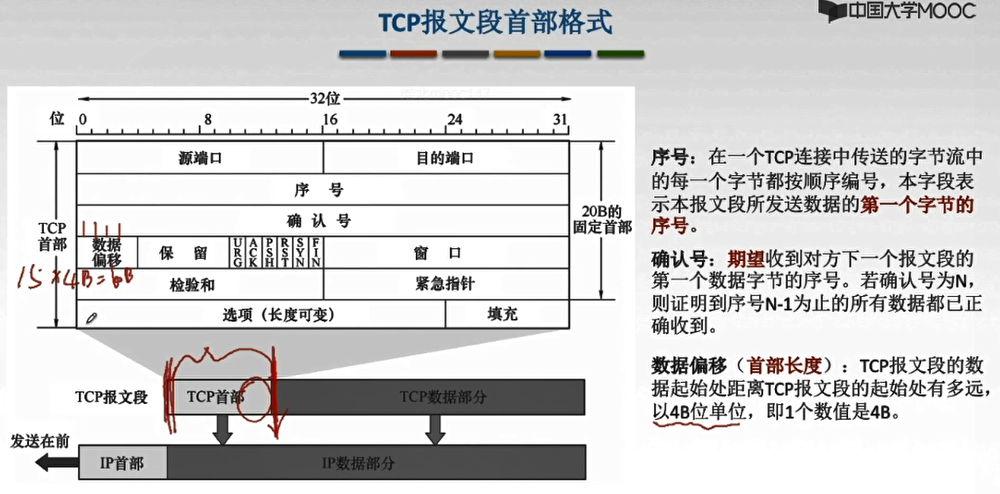 TCP报文段首部格式
中国大学MOOC
32位
位 0 8 16 24 31
源端口 目的端口
序 号
确 认 号
TCP
首部
20B的
固定首部
1111
数据
偏移
保 留
URG
ACK
PSH
RST
SYN
FIN
窗 口
15×4B=60B
检验和 紧急指针
选项（长度可变） 填充
TCP报文段 TCP首部 TCP数据部分
发送在前
IP首部 IP数据部分
序号：在一个TCP连接中传送的字节流中
的每一个字节都按顺序编号，本字段表
示本报文段所发送数据的第一个字节的
序号。
确认号：期望收到对方下一个报文段的
第一个数据字节的序号。若确认号为N，
则证明到序号N-1为止的所有数据都已正
确收到。
数据偏移（首部长度）：TCP报文段的数
据起始处距离TCP报文段的起始处有多远，
以4B位单位，即1个数值是4B。